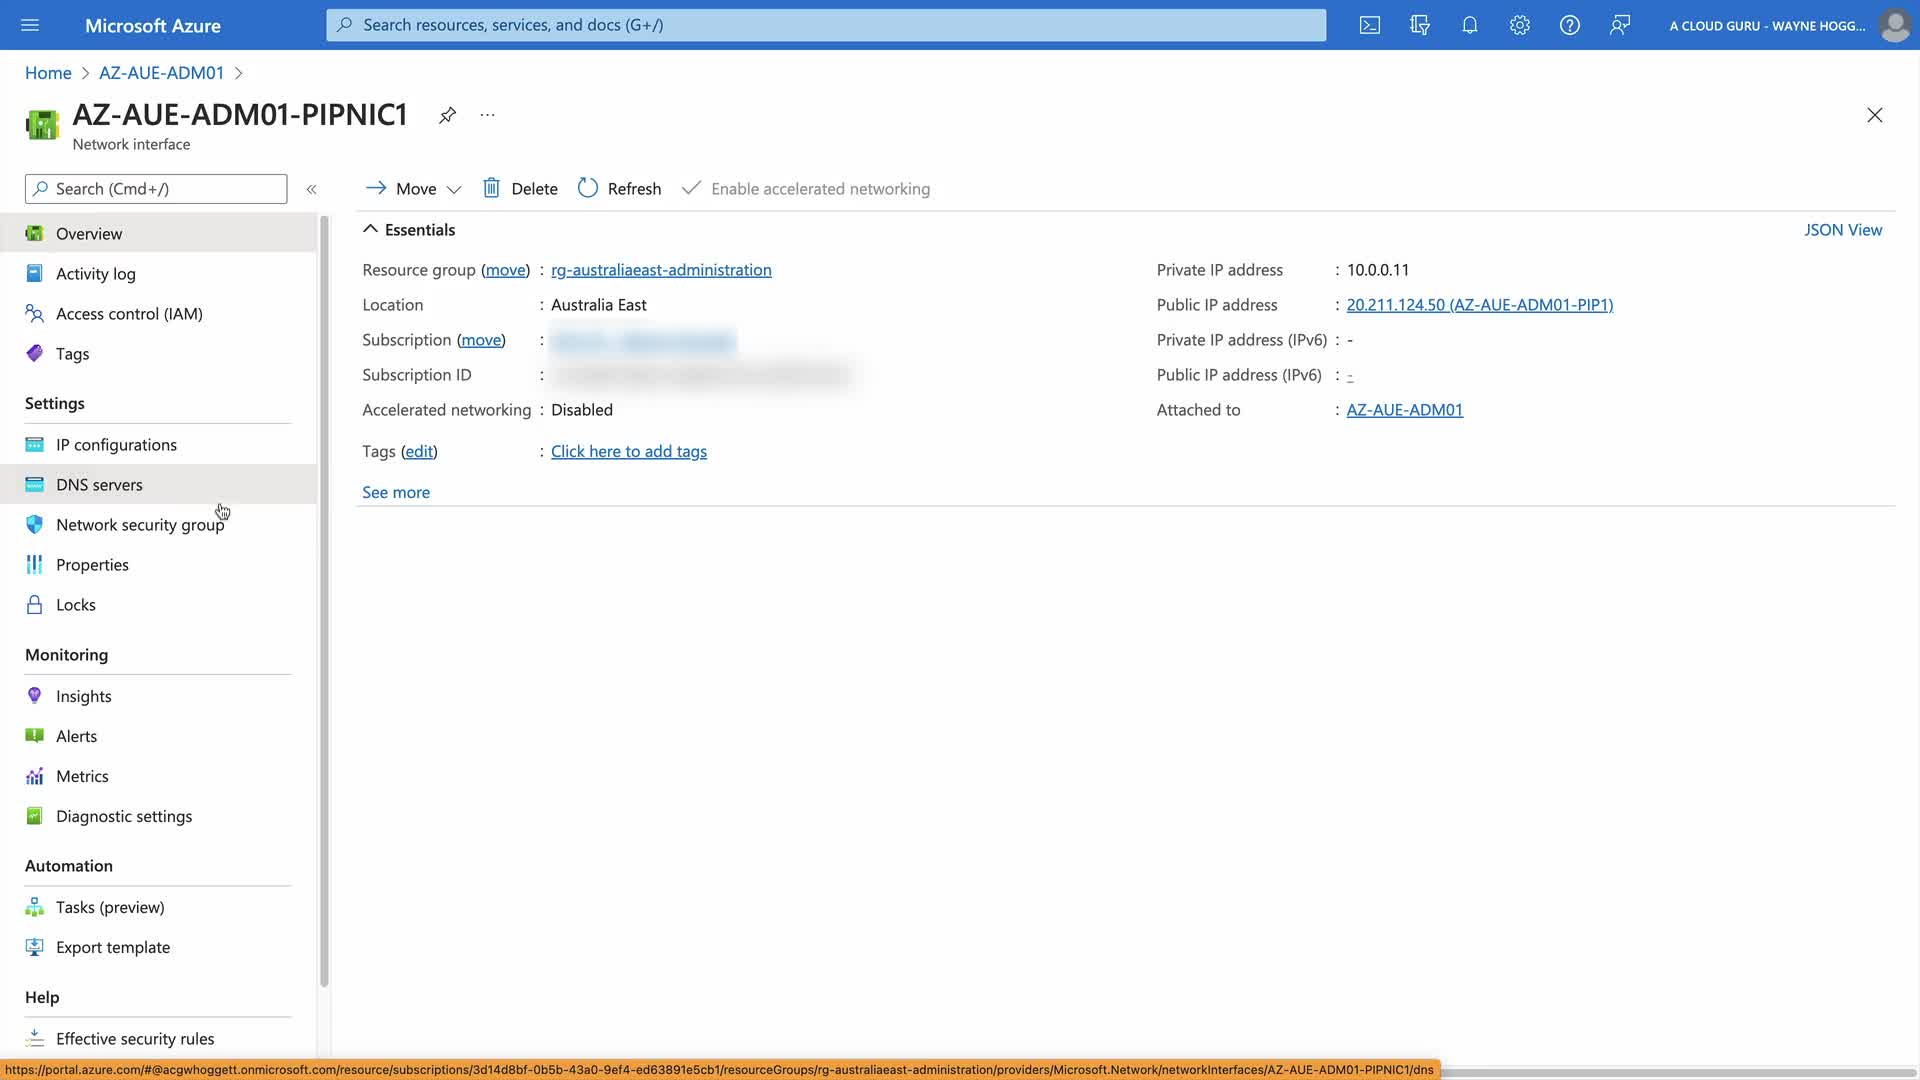 Microsoft Azure
Search resources, services, and docs (G+/)
A CLOUD GURU - WAYNE HOGG...
Home > AZ-AUE-ADM01 >
AZ-AUE-ADM01-PIPNIC1 ...
Network interface
Search (Cmd+/)
«
Move
Delete
Refresh
Enable accelerated networking
Overview
Activity log
Access control (IAM)
Tags
Settings
IP configurations
DNS servers
Network security group
Properties
Locks
Monitoring
Insights
Alerts
Metrics
Diagnostic settings
Automation
Tasks (preview)
Export template
Help
Effective security rules
Essentials
JSON View
Resource group (move) : rg-australiaeast-administration
Location : Australia East
Subscription (move) :
Subscription ID :
Accelerated networking : Disabled
Tags (edit) : Click here to add tags
See more
Private IP address : 10.0.0.11
Public IP address : 20.211.124.50 (AZ-AUE-ADM01-PIP1)
Private IP address (IPv6) : -
Public IP address (IPv6) : -
Attached to : AZ-AUE-ADM01
https://portal.azure.com/#@acgwhoggett.onmicrosoft.com/resource/subscriptions/3d14d8bf-0b5b-43a0-9ef4-ed63891e5cb1/resourceGroups/rg-australiaeast-administration/providers/Microsoft.Network/networkInterfaces/AZ-AUE-ADM01-PIPNIC1/dns